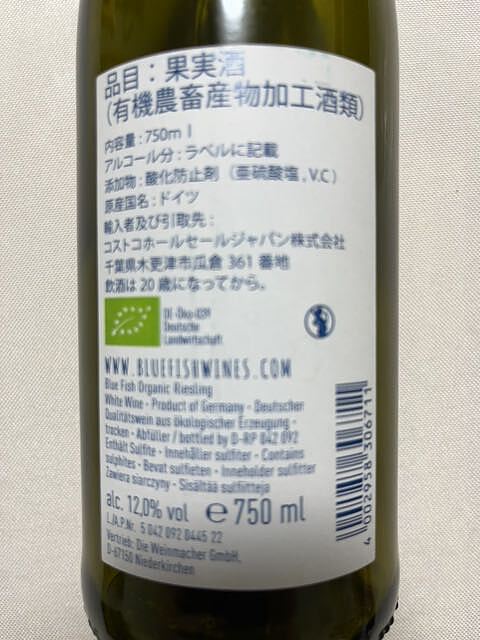 品目：果実酒
(有機農畜産物加工酒類)
内容量：750ml
アルコール分：ラベルに記載
添加物：酸化防止剤（亜硫酸塩, V.C）
原産国名：ドイツ
輸入者及び引取先：
コストコホールセールジャパン株式会社
千葉県木更津市瓜倉 361 番地
飲酒は 20 歳になってから。
DE-Öko-039
Deutsche
Landwirtschaft
WWW.BLUEFISHWINES.COM
Blue Fish Organic Riesling
White Wine - Product of Germany - Deutscher
Qualitätswein aus ökologischer Erzeugung -
trocken - Abfüller / bottled by D-RP 042 092
Enthält Sulfite - Innehåller sulfiter - Contains
sulphites - Bevat sulfieten - Inneholder sulfitter
Zawiera siarczyny - Sisältää sulfiitteja
alc. 12,0% vol e 750 ml
L./A.P.Nr. 5 042 092 0445 22
Vertrieb: Die Weinmacher GmbH,
D-67150 Niederkirchen
4 002958 306711